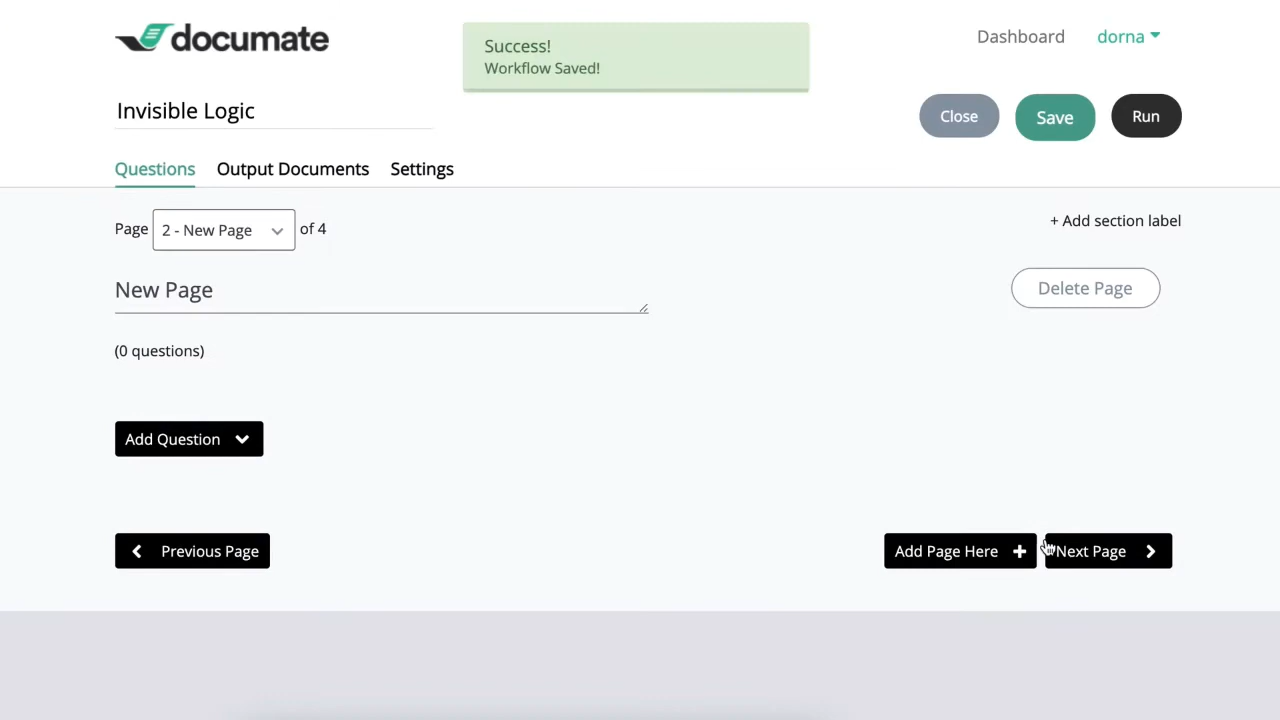 documate
Success!
Workflow Saved!
Dashboard
dorna
Invisible Logic
Close
Save
Run
Questions
Output Documents
Settings
Page
2 - New Page
of 4
+ Add section label
New Page
Delete Page
(0 questions)
Add Question
Previous Page
Add Page Here
Next Page